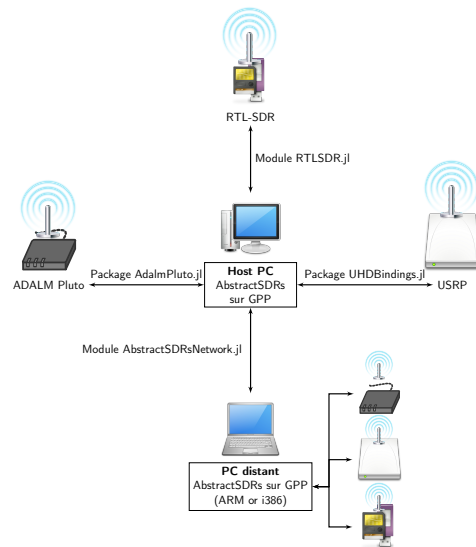 RTL-SDR
Module RTLSDR.jl
ADALM Pluto
Package AdalmPluto.jl
Host PC
AbstractSDRs
sur GPP
Package UHDBindings.jl
USRP
Module AbstractSDRsNetwork.jl
PC distant
AbstractSDRs sur GPP
(ARM or i386)